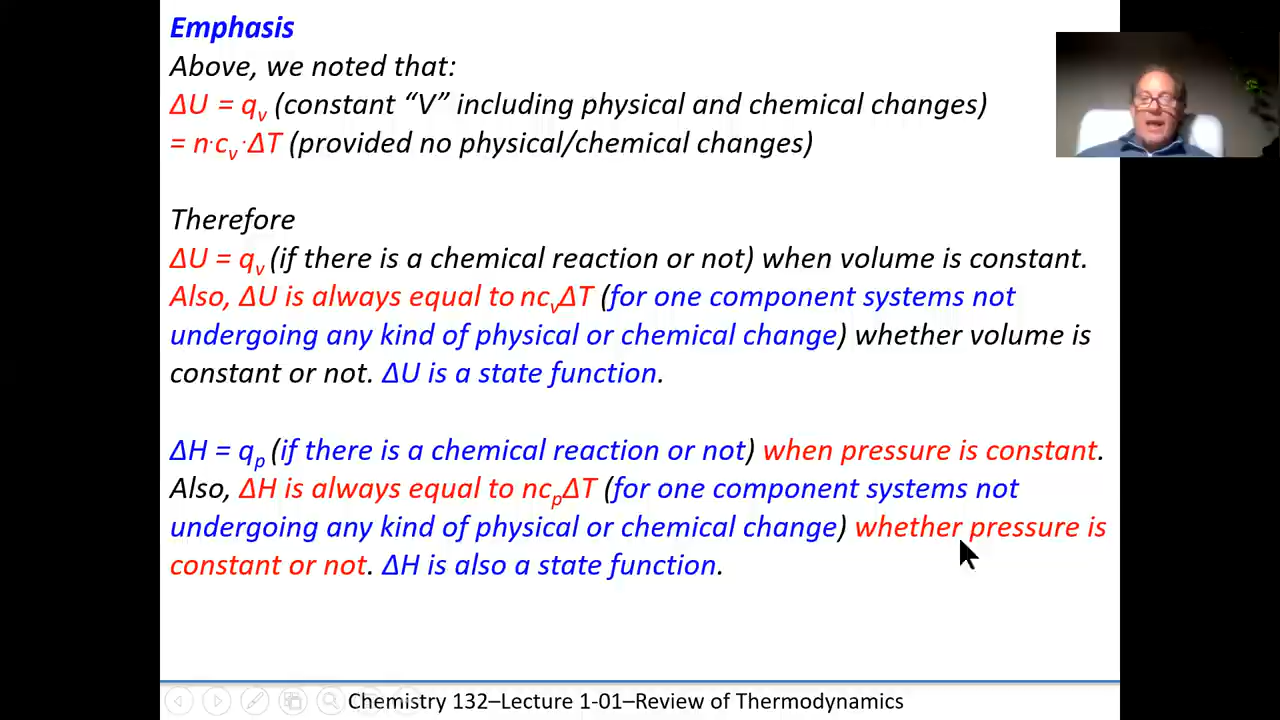 Emphasis
Above, we noted that:
ΔU = qv (constant “V” including physical and chemical changes)
= n·cv·ΔT (provided no physical/chemical changes)
Therefore
ΔU = qv (if there is a chemical reaction or not) when volume is constant.
Also, ΔU is always equal to ncvΔT (for one component systems not
undergoing any kind of physical or chemical change) whether volume is
constant or not. ΔU is a state function.
ΔH = qp (if there is a chemical reaction or not) when pressure is constant.
Also, ΔH is always equal to ncpΔT (for one component systems not
undergoing any kind of physical or chemical change) whether pressure is
constant or not. ΔH is also a state function.
Chemistry 132–Lecture 1-01–Review of Thermodynamics